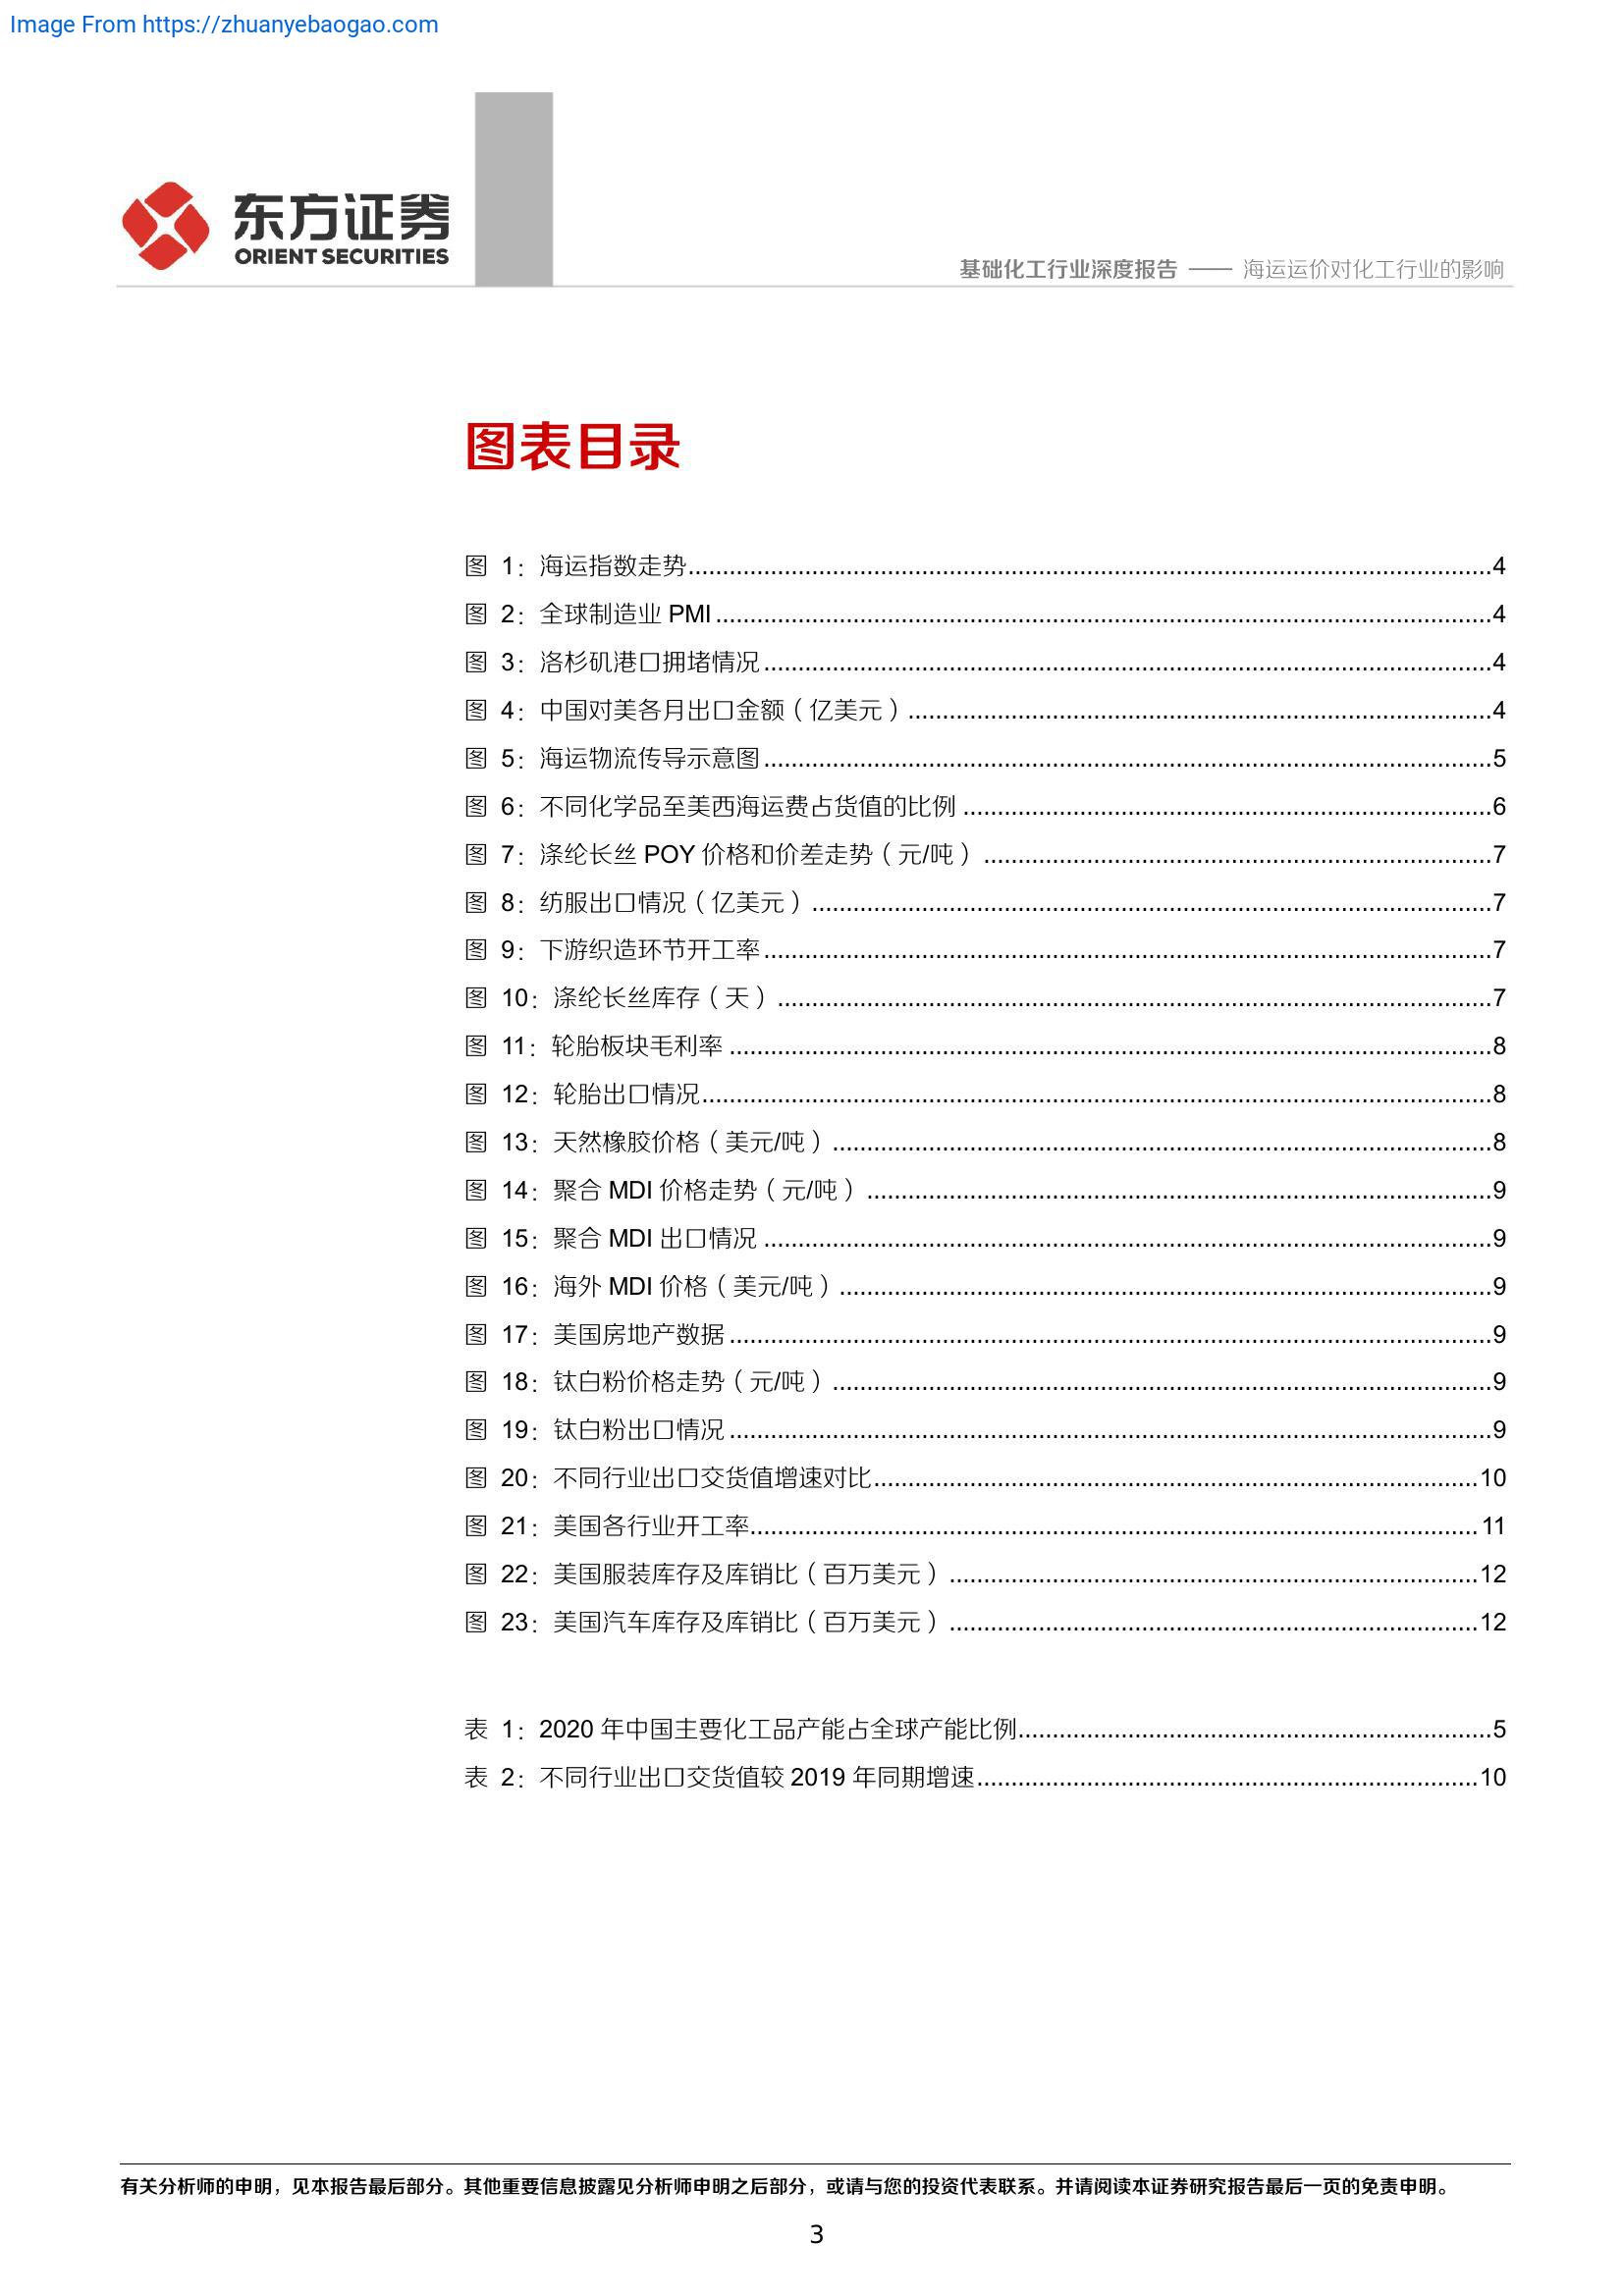 Image From https://zhuanyebaogao.com
东方证券
ORIENT SECURITIES
基础化工行业深度报告 —— 海运运价对化工行业的影响
图表目录
图 1：海运指数走势....................4
图 2：全球制造业 PMI....................4
图 3：洛杉矶港口拥堵情况....................4
图 4：中国对美各月出口金额（亿美元）....................4
图 5：海运物流传导示意图....................5
图 6：不同化学品至美西海运费占货值的比例....................6
图 7：涤纶长丝 POY 价格和价差走势（元/吨）....................7
图 8：纺服出口情况（亿美元）....................7
图 9：下游织造环节开工率....................7
图 10：涤纶长丝库存（天）....................7
图 11：轮胎板块毛利率....................8
图 12：轮胎出口情况....................8
图 13：天然橡胶价格（美元/吨）....................8
图 14：聚合 MDI 价格走势（元/吨）....................9
图 15：聚合 MDI 出口情况....................9
图 16：海外 MDI 价格（美元/吨）....................9
图 17：美国房地产数据....................9
图 18：钛白粉价格走势（元/吨）....................9
图 19：钛白粉出口情况....................9
图 20：不同行业出口交货值增速对比....................10
图 21：美国各行业开工率....................11
图 22：美国服装库存及库销比（百万美元）....................12
图 23：美国汽车库存及库销比（百万美元）....................12
表 1：2020 年中国主要化工品产能占全球产能比例....................5
表 2：不同行业出口交货值较 2019 年同期增速....................10
有关分析师的申明，见本报告最后部分。其他重要信息披露见分析师申明之后部分，或请与您的投资代表联系。并请阅读本证券研究报告最后一页的免责申明。
3